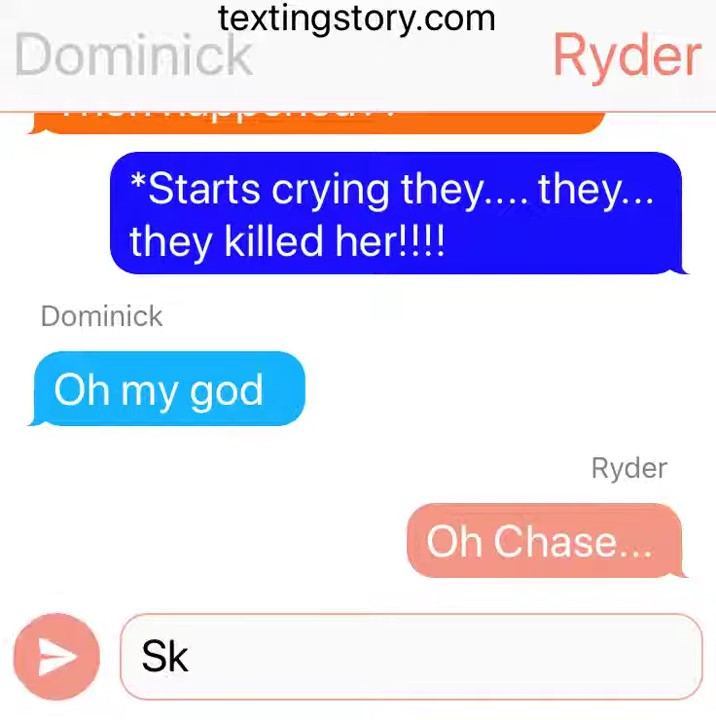 textingstory.com
Dominick
Ryder
*Starts crying they.... they...
they killed her!!!!
Dominick
Oh my god
Ryder
Oh Chase...
Sk